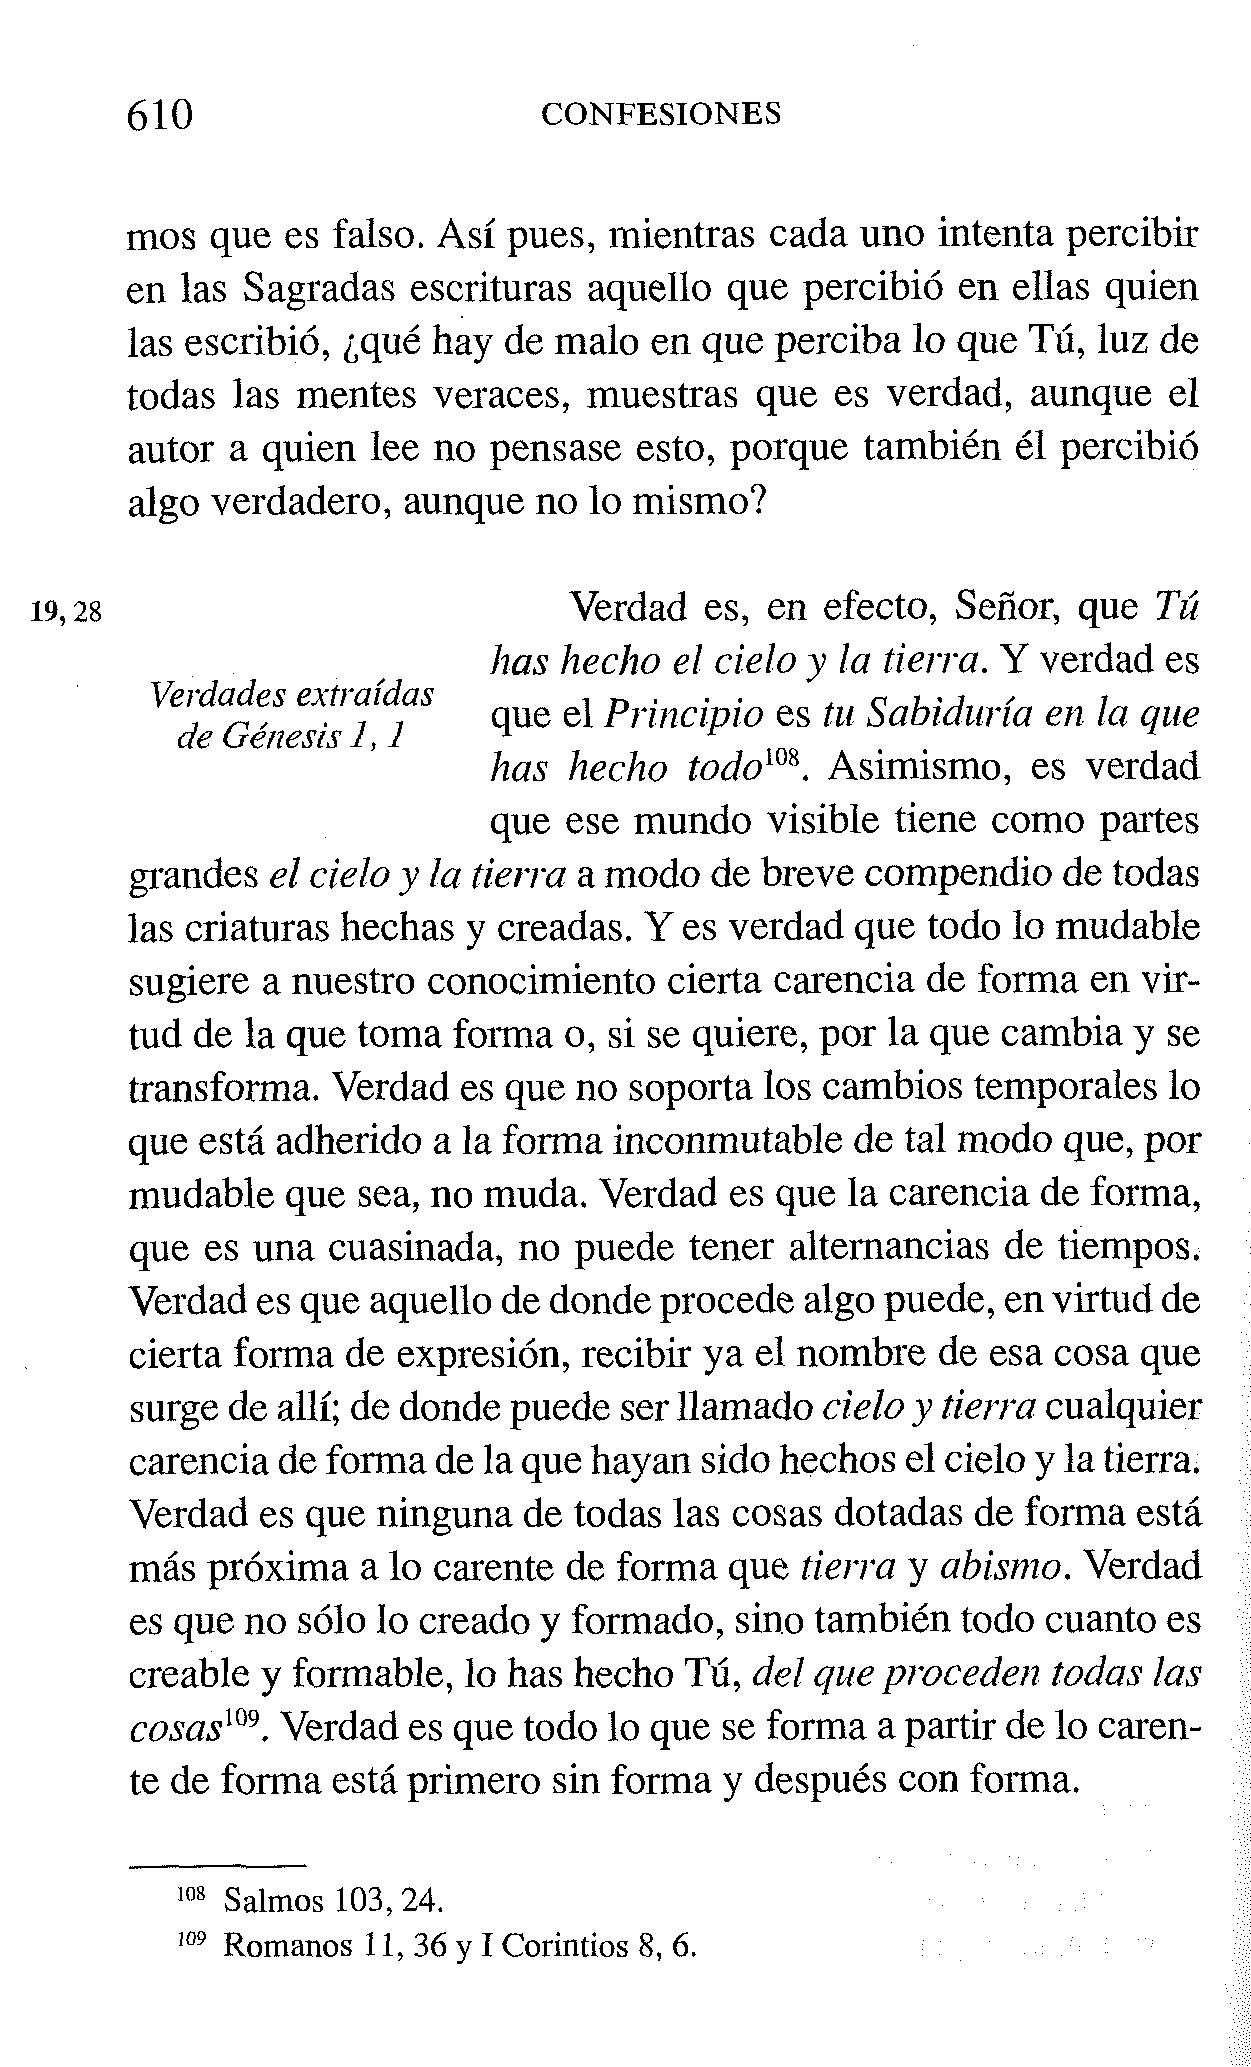 610 CONFESIONES
mos que es falso. Así pues, mientras cada uno intenta percibir
en las Sagradas escrituras aquello que percibió en ellas quien
las escribió, ¿qué hay de malo en que perciba lo que Tú, luz de
todas las mentes veraces, muestras que es verdad, aunque el
autor a quien lee no pensase esto, porque también él percibió
algo verdadero, aunque no lo mismo?
19, 28
Verdades extraídas
de Génesis 1, 1
Verdad es, en efecto, Señor, que Tú
has hecho el cielo y la tierra. Y verdad es
que el Principio es tu Sabiduría en la que
has hecho todo¹⁰⁸. Asimismo, es verdad
que ese mundo visible tiene como partes
grandes el cielo y la tierra a modo de breve compendio de todas
las criaturas hechas y creadas. Y es verdad que todo lo mudable
sugiere a nuestro conocimiento cierta carencia de forma en vir-
tud de la que toma forma o, si se quiere, por la que cambia y se
transforma. Verdad es que no soporta los cambios temporales lo
que está adherido a la forma inconmutable de tal modo que, por
mudable que sea, no muda. Verdad es que la carencia de forma,
que es una cuasinada, no puede tener alternancias de tiempos.
Verdad es que aquello de donde procede algo puede, en virtud de
cierta forma de expresión, recibir ya el nombre de esa cosa que
surge de allí; de donde puede ser llamado cielo y tierra cualquier
carencia de forma de la que hayan sido hechos el cielo y la tierra.
Verdad es que ninguna de todas las cosas dotadas de forma está
más próxima a lo carente de forma que tierra y abismo. Verdad
es que no sólo lo creado y formado, sino también todo cuanto es
creable y formable, lo has hecho Tú, del que proceden todas las
cosas¹⁰⁹. Verdad es que todo lo que se forma a partir de lo caren-
te de forma está primero sin forma y después con forma.
¹⁰⁸ Salmos 103, 24.
¹⁰⁹ Romanos 11, 36 y I Corintios 8, 6.